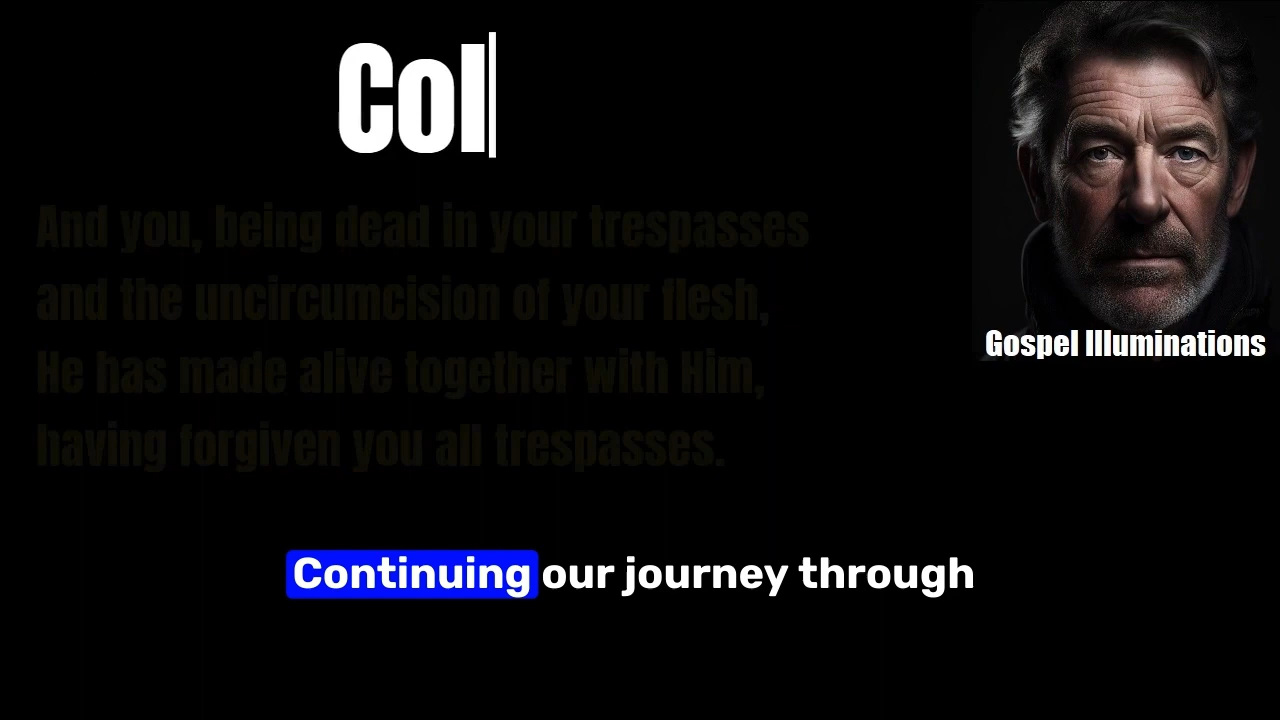 Col
And you, being dead in your trespasses
and the uncircumcision of your flesh,
He has made alive together with Him,
having forgiven you all trespasses.
Gospel Illuminations
Continuing our journey through